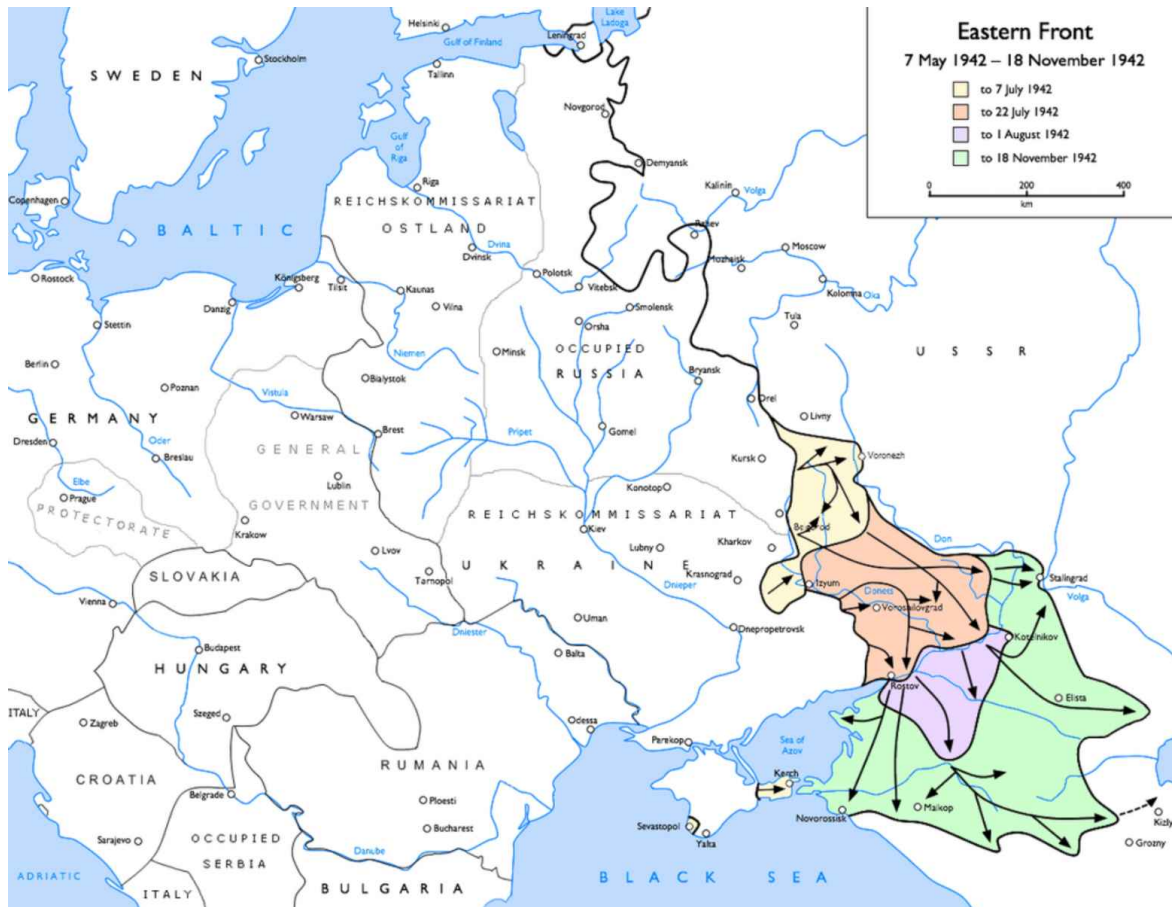 Eastern Front
7 May 1942 – 18 November 1942
to 7 July 1942
to 22 July 1942
to 1 August 1942
to 18 November 1942
0 200 400
km
Lake
Ladoga
Helsinki
Leningrad
Gulf of Finland
Stockholm
SWEDEN
Tallinn
Novgorod
Gulf
of
Riga
Demyansk
Kalinin
Volga
Riga
Copenhagen
REICHSKOMMISSARIAT
OSTLAND
BALTIC
Rzhev
Dvina
Dvinsk
Moscow
Mozhaisk
Polotsk
Rostock
Königsberg
Tilsit
Kaunas
Vitebsk
Kolomna
Oka
Danzig
Vilna
Smolensk
Stettin
Orsha
Tula
Niemen
Minsk
OCCUPIED
RUSSIA
USSR
Berlin
Bialystok
Bryansk
Poznan
Vistula
Orel
GERMANY
Warsaw
Livny
Brest
Pripet
Gomel
Dresden
Oder
Breslau
GENERAL
Kursk
Voronezh
Elbe
Prague
Lublin
Konotop
PROTECTORATE
GOVERNMENT
REICHSKOMMISSARIAT
Krakow
Kiev
Belgorod
Lvov
Lubny
Kharkov
Don
UKRAINE
SLOVAKIA
Tarnopol
Krasnograd
Izyum
Stalingrad
Dnieper
Donets
Volga
Vienna
Voroshilovgrad
Uman
Dniester
Dnepropetrovsk
Kotelnikov
Budapest
Balta
HUNGARY
Rostov
Elista
ITALY
Zagreb
Szeged
Odessa
Perekop
Sea of
Azov
RUMANIA
CROATIA
Kerch
Belgrade
Ploesti
Maikop
Novorossisk
Kizly
Sevastopol
Bucharest
Yalta
Sarajevo
OCCUPIED
SERBIA
Grozny
Danube
ADRIATIC
BLACK SEA
ITALY
BULGARIA